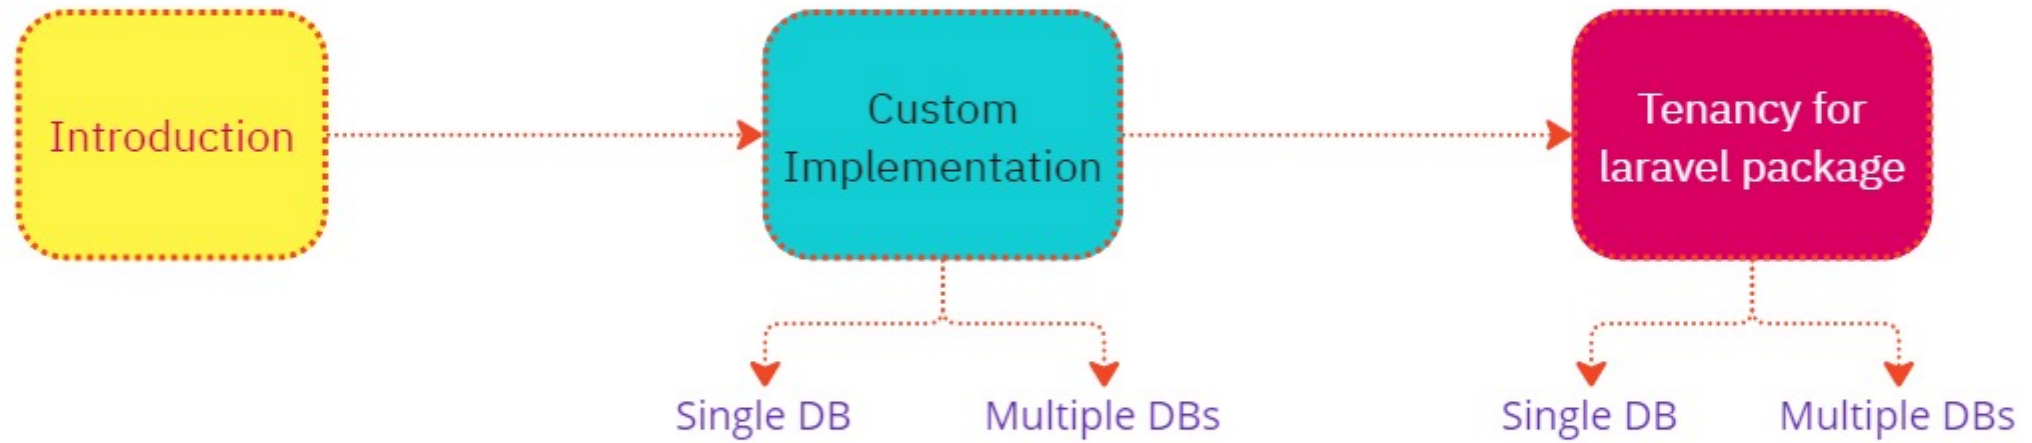 Introduction
Custom
Implementation
Tenancy for
laravel package
Single DB
Multiple DBs
Single DB
Multiple DBs